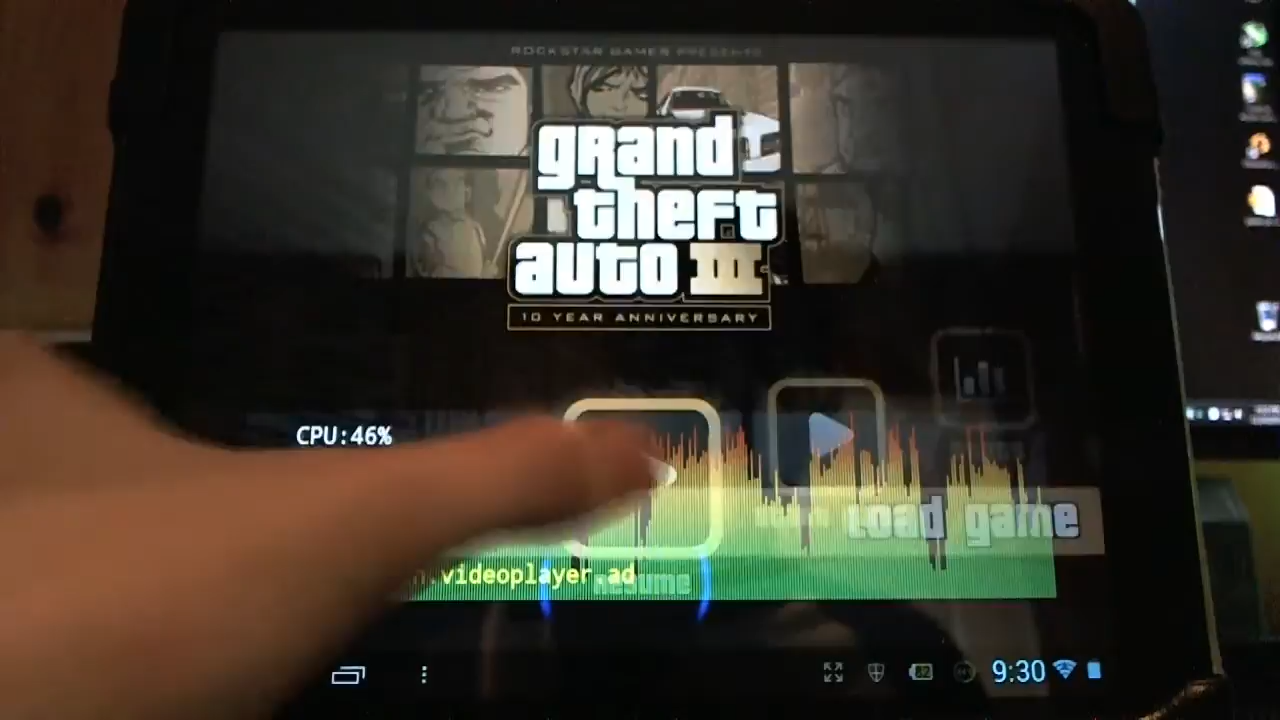 ROCKSTAR GAMES PRESENTS
grand
theft
auto III
10 YEAR ANNIVERSARY
CPU:46%
Load game
.videoplayer.ad
Resume
9:30